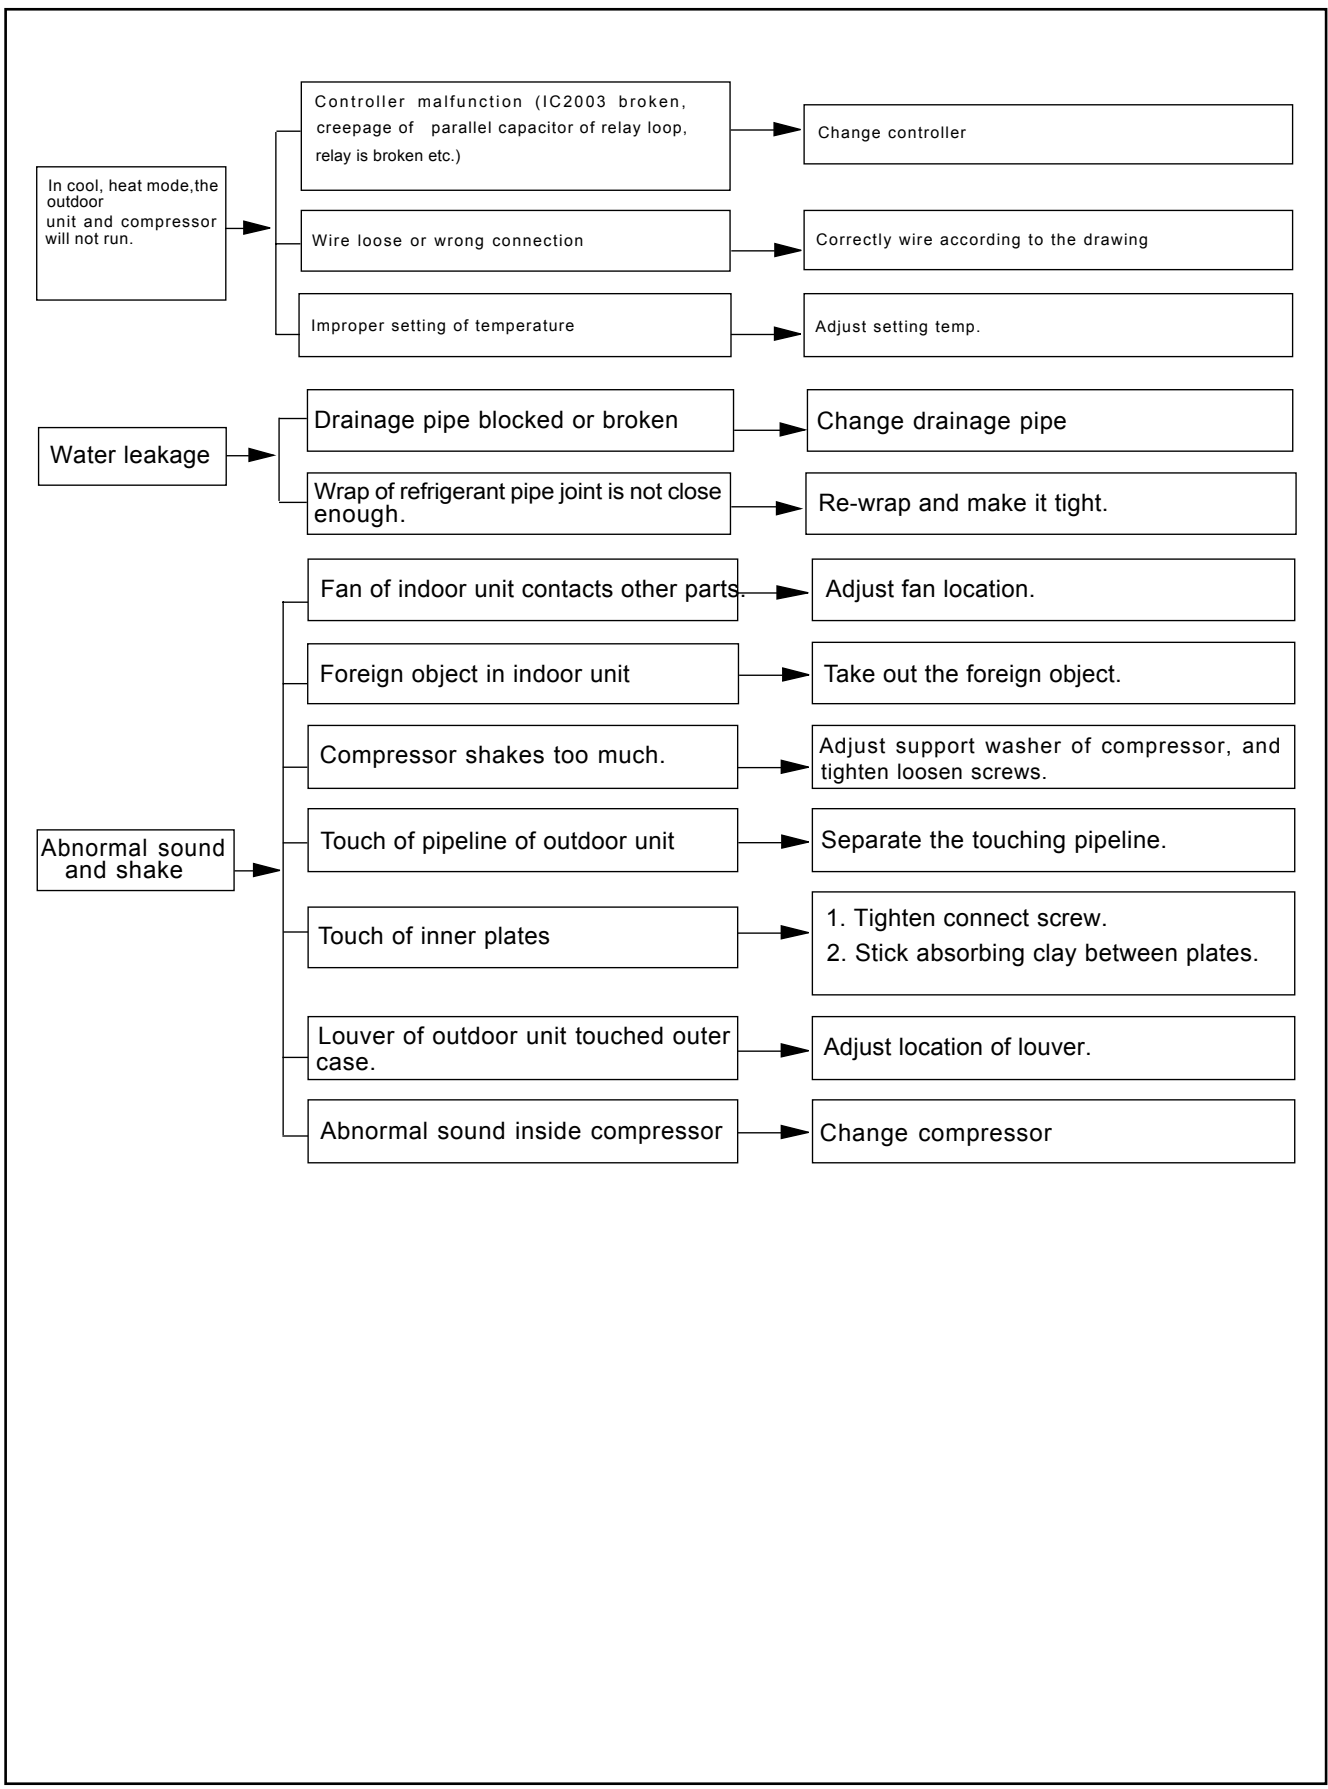 In cool, heat mode,the
outdoor
unit and compressor
will not run.
Controller malfunction (IC2003 broken,
creepage of parallel capacitor of relay loop,
relay is broken etc.)
Change controller
Wire loose or wrong connection
Correctly wire according to the drawing
Improper setting of temperature
Adjust setting temp.
Water leakage
Drainage pipe blocked or broken
Change drainage pipe
Wrap of refrigerant pipe joint is not close
enough.
Re-wrap and make it tight.
Abnormal sound
and shake
Fan of indoor unit contacts other parts.
Adjust fan location.
Foreign object in indoor unit
Take out the foreign object.
Compressor shakes too much.
Adjust support washer of compressor, and
tighten loosen screws.
Touch of pipeline of outdoor unit
Separate the touching pipeline.
Touch of inner plates
1. Tighten connect screw.
2. Stick absorbing clay between plates.
Louver of outdoor unit touched outer
case.
Adjust location of louver.
Abnormal sound inside compressor
Change compressor